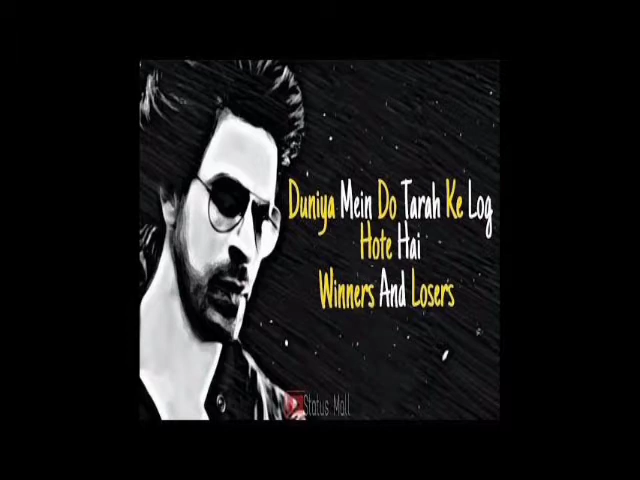 Duniya Mein Do Tarah Ke Log
Hote Hai
Winners And Losers
Status Mall